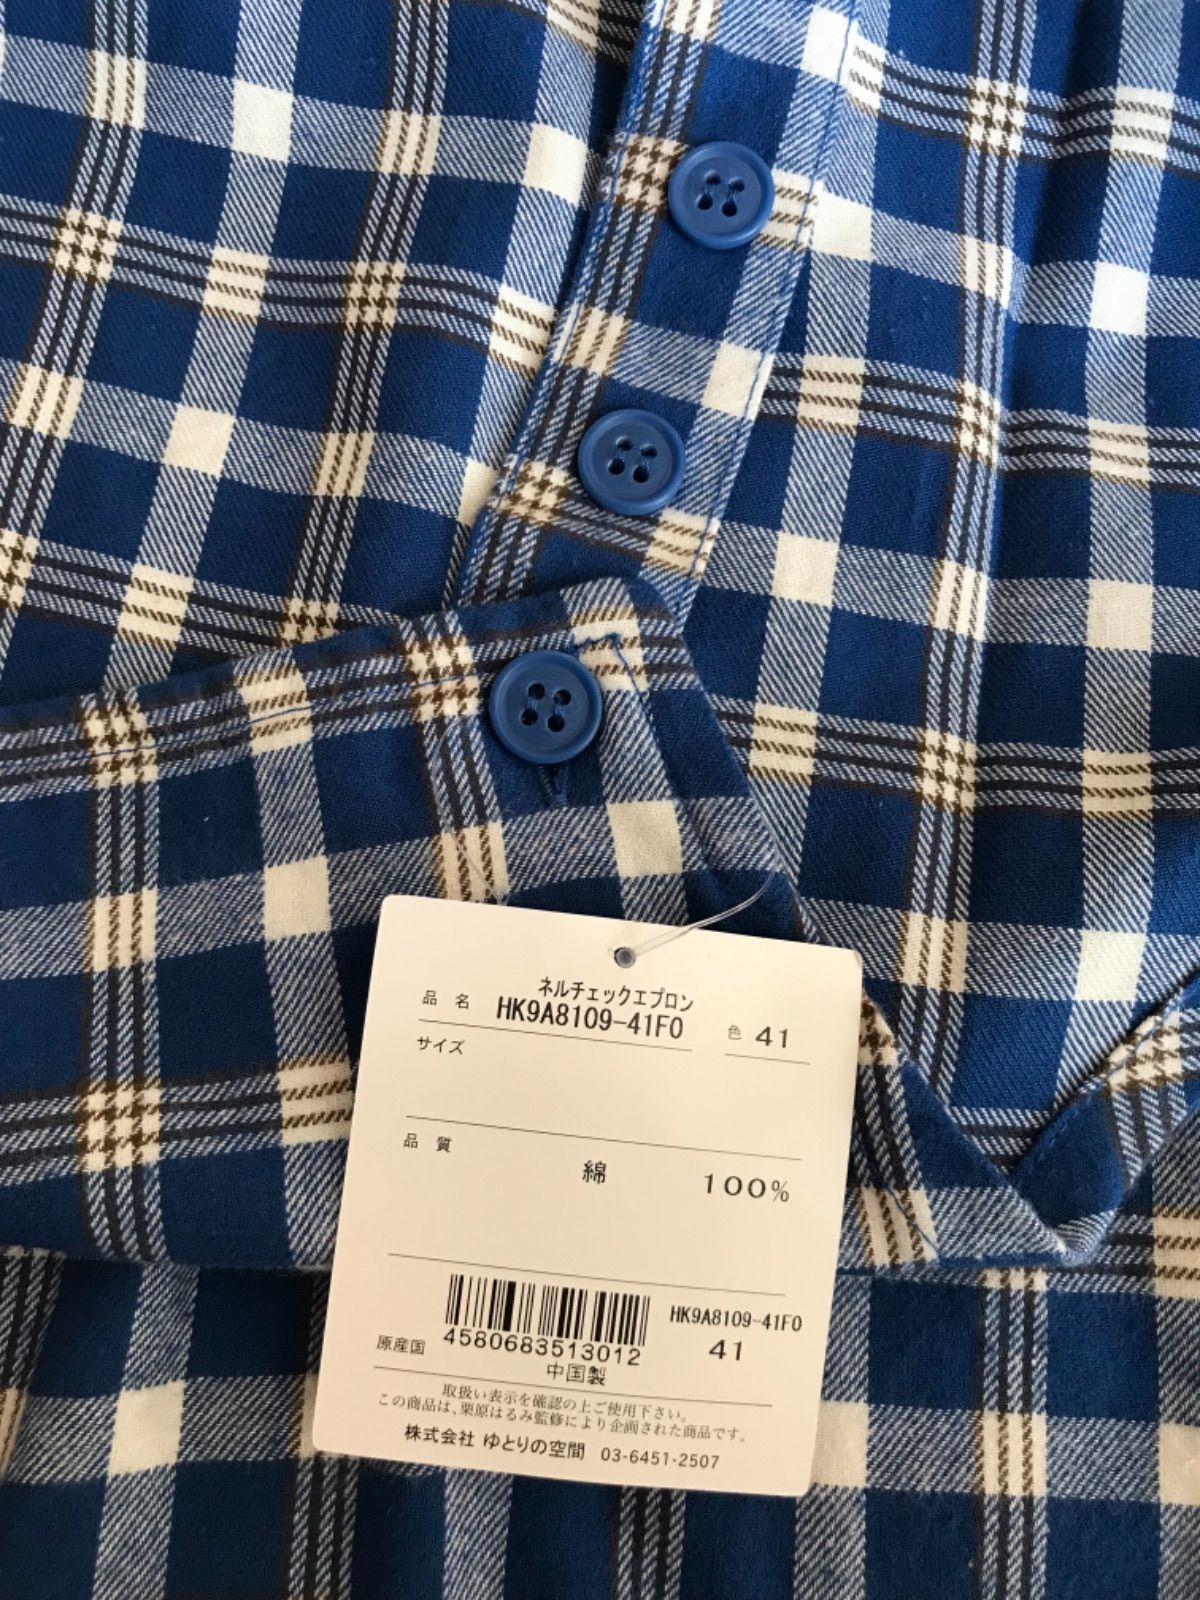 ネルチェックエプロン
品 名 HK9A8109-41F0 色 41
サイズ
品 質
綿 100%
HK9A8109-41F0
4580683513012 41
原産国 中国製
取扱い表示を確認の上ご使用下さい。
この商品は、栗原はるみ監修により企画された商品です。
株式会社 ゆとりの空間 03-6451-2507